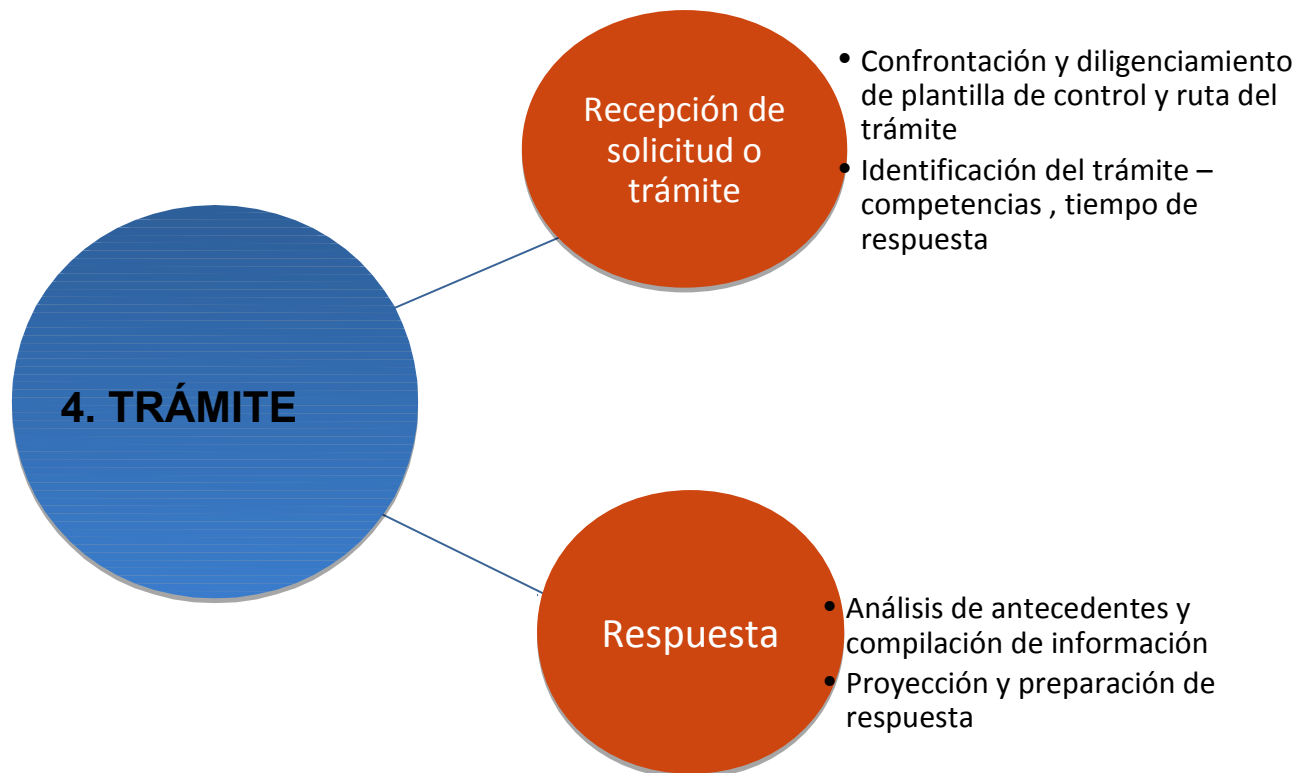 4. TRÁMITE
Recepción de
solicitud o
trámite
• Confrontación y diligenciamiento
de plantilla de control y ruta del
trámite
• Identificación del trámite –
competencias , tiempo de
respuesta
Respuesta
• Análisis de antecedentes y
compilación de información
• Proyección y preparación de
respuesta